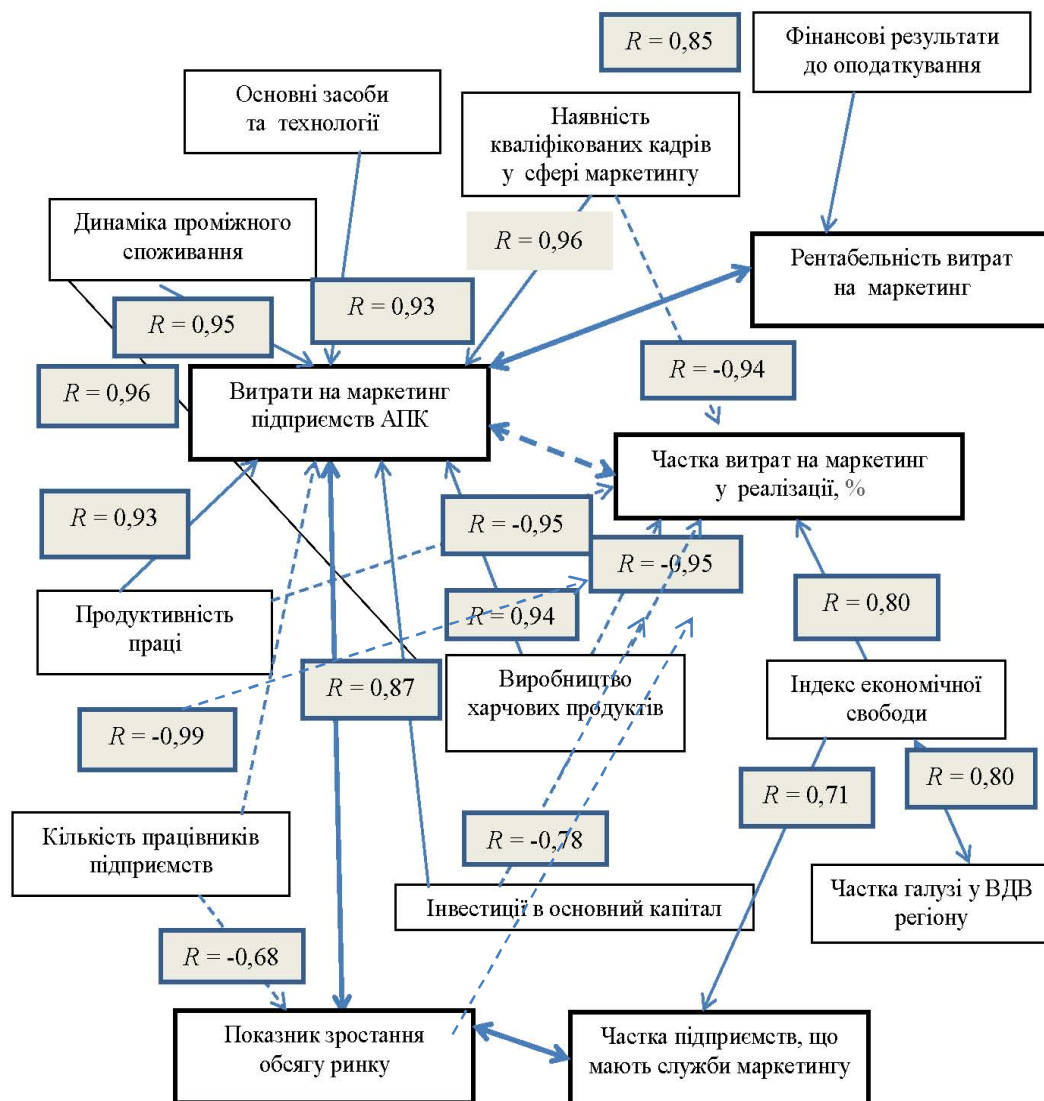 R = 0,85
Фінансові результати
до оподаткування
Основні засоби
та технології
Наявність
кваліфікованих кадрів
у сфері маркетингу
Динаміка проміжного
споживання
R = 0,96
Рентабельність витрат
на маркетинг
R = 0,95
R = 0,93
R = -0,94
R = 0,96
Витрати на маркетинг
підприємств АПК
Частка витрат на маркетинг
у реалізації, %
R = 0,93
R = -0,95
R = -0,95
R = 0,80
Продуктивність
праці
R = 0,94
R = 0,87
Виробництво
харчових продуктів
Індекс економічної
свободи
R = -0,99
R = 0,71
R = 0,80
Кількість працівників
підприємств
R = -0,78
Інвестиції в основний капітал
Частка галузі у ВДВ
регіону
R = -0,68
Показник зростання
обсягу ринку
Частка підприємств, що
мають служби маркетингу